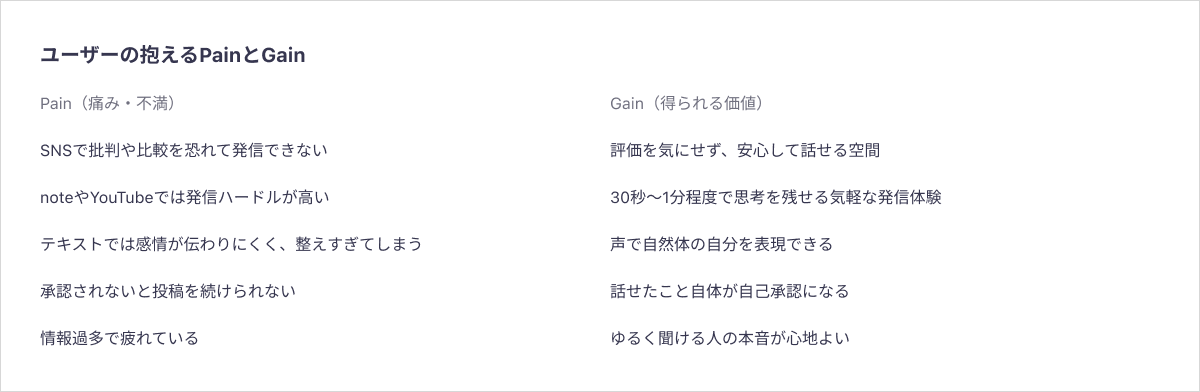 ユーザーの抱えるPainとGain
Pain（痛み・不満）
Gain（得られる価値）
SNSで批判や比較を恐れて発信できない
評価を気にせず、安心して話せる空間
noteやYouTubeでは発信ハードルが高い
30秒〜1分程度で思考を残せる気軽な発信体験
テキストでは感情が伝わりにくく、整えすぎてしまう
声で自然体の自分を表現できる
承認されないと投稿を続けられない
話せたこと自体が自己承認になる
情報過多で疲れている
ゆるく聞ける人の本音が心地よい